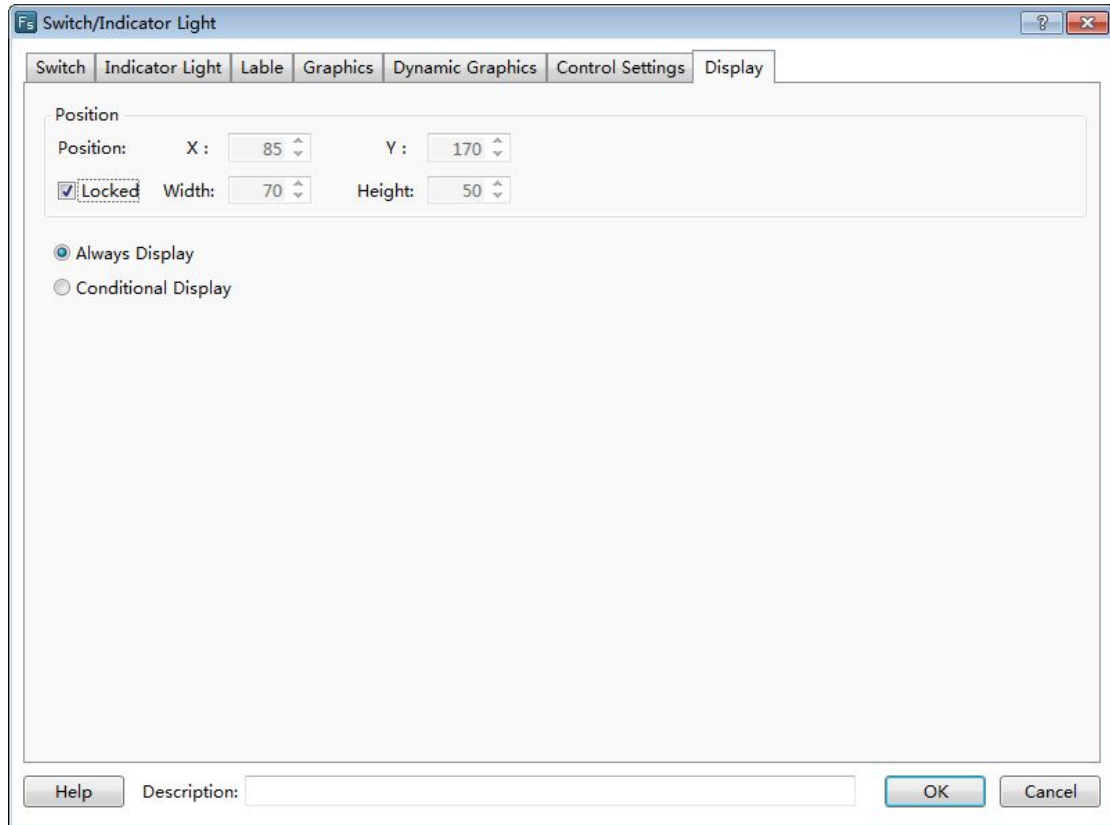 Fs Switch/Indicator Light ?
Switch Indicator Light Lable Graphics Dynamic Graphics Control Settings Display
Position
Position: X : 85 Y : 170
Locked Width: 70 Height: 50
Always Display
Conditional Display
Help Description: OK Cancel